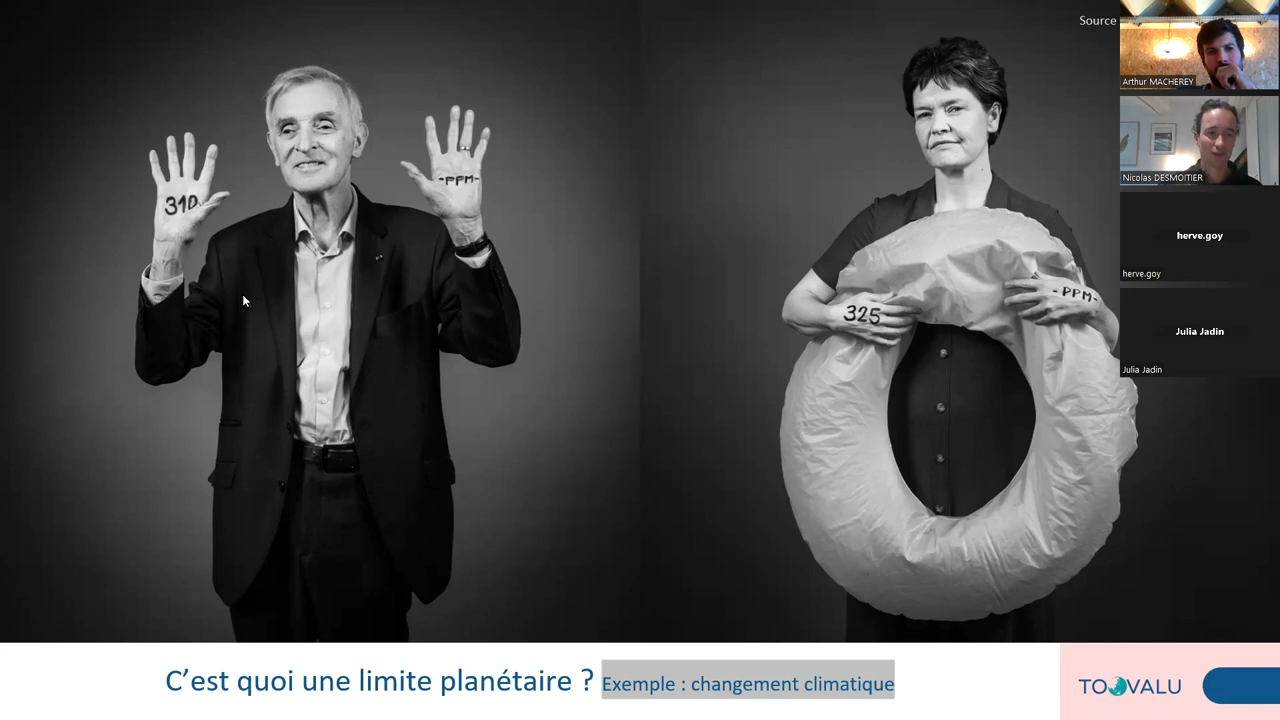 Source
Arthur MACHEREY
Nicolas DESMOITIER
herve.goy
herve.goy
Julia Jadin
Julia Jadin
310
-PPM-
325
-PPM-
C'est quoi une limite planétaire ? Exemple : changement climatique
TOOVALU